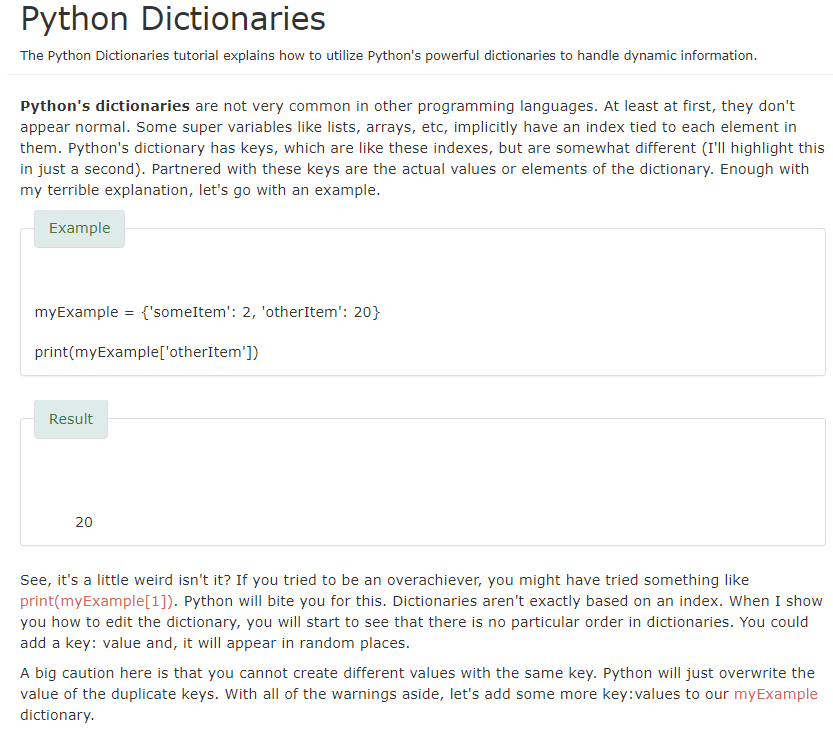 Python Dictionaries
The Python Dictionaries tutorial explains how to utilize Python's powerful dictionaries to handle dynamic information.
Python's dictionaries are not very common in other programming languages. At least at first, they don't
appear normal. Some super variables like lists, arrays, etc, implicitly have an index tied to each element in
them. Python's dictionary has keys, which are like these indexes, but are somewhat different (I'll highlight this
in just a second). Partnered with these keys are the actual values or elements of the dictionary. Enough with
my terrible explanation, let's go with an example.
Example
myExample = {'someItem': 2, 'otherItem': 20}
print(myExample['otherItem'])
Result
20
See, it's a little weird isn't it? If you tried to be an overachiever, you might have tried something like
print(myExample[1]). Python will bite you for this. Dictionaries aren't exactly based on an index. When I show
you how to edit the dictionary, you will start to see that there is no particular order in dictionaries. You could
add a key: value and, it will appear in random places.
A big caution here is that you cannot create different values with the same key. Python will just overwrite the
value of the duplicate keys. With all of the warnings aside, let's add some more key:values to our myExample
dictionary.